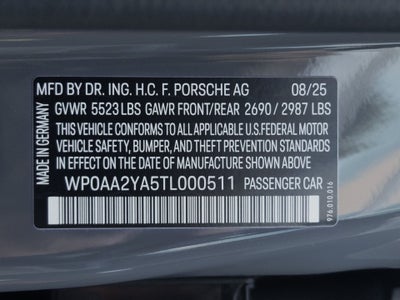 MFD BY DR. ING. H.C. F. PORSCHE AG 08/25
GVWR 5523 LBS GAWR FRONT/REAR 2690 / 2987 LBS
THIS VEHICLE CONFORMS TO ALL APPLICABLE U.S. FEDERAL MOTOR
VEHICLE SAFETY, BUMPER, AND THEFT PREVENTION STANDARDS
IN EFFECT ON THE DATE OF MANUFACTURE SHOWN ABOVE.
WP0AA2YA5TL000511 PASSENGER CAR
MADE IN GERMANY
976.010.016